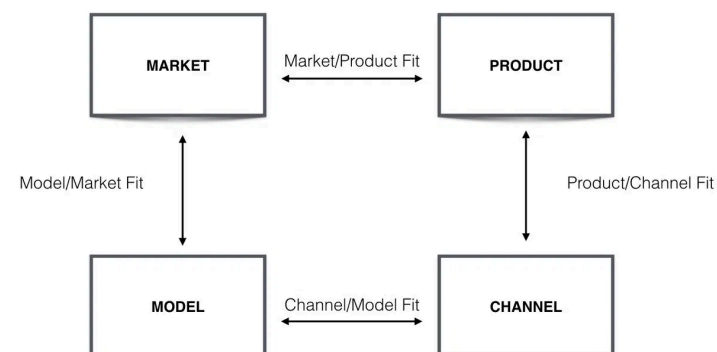 MARKET
Market/Product Fit
PRODUCT
Model/Market Fit
Product/Channel Fit
MODEL
Channel/Model Fit
CHANNEL